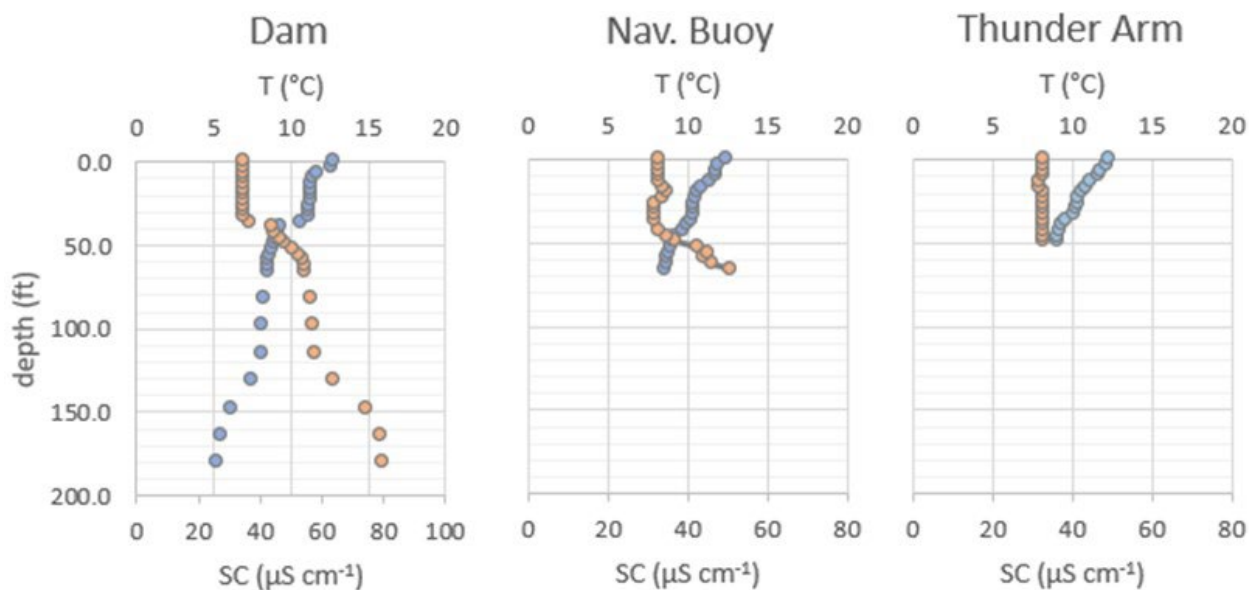 Dam Nav. Buoy Thunder Arm
T (°C) T (°C) T (°C)
0 5 10 15 20 0 5 10 15 20 0 5 10 15 20
0.0
50.0
100.0
150.0
200.0
depth (ft)
0 20 40 60 80 100 0 20 40 60 80 0 20 40 60 80
SC (µS cm⁻¹) SC (µS cm⁻¹) SC (µS cm⁻¹)